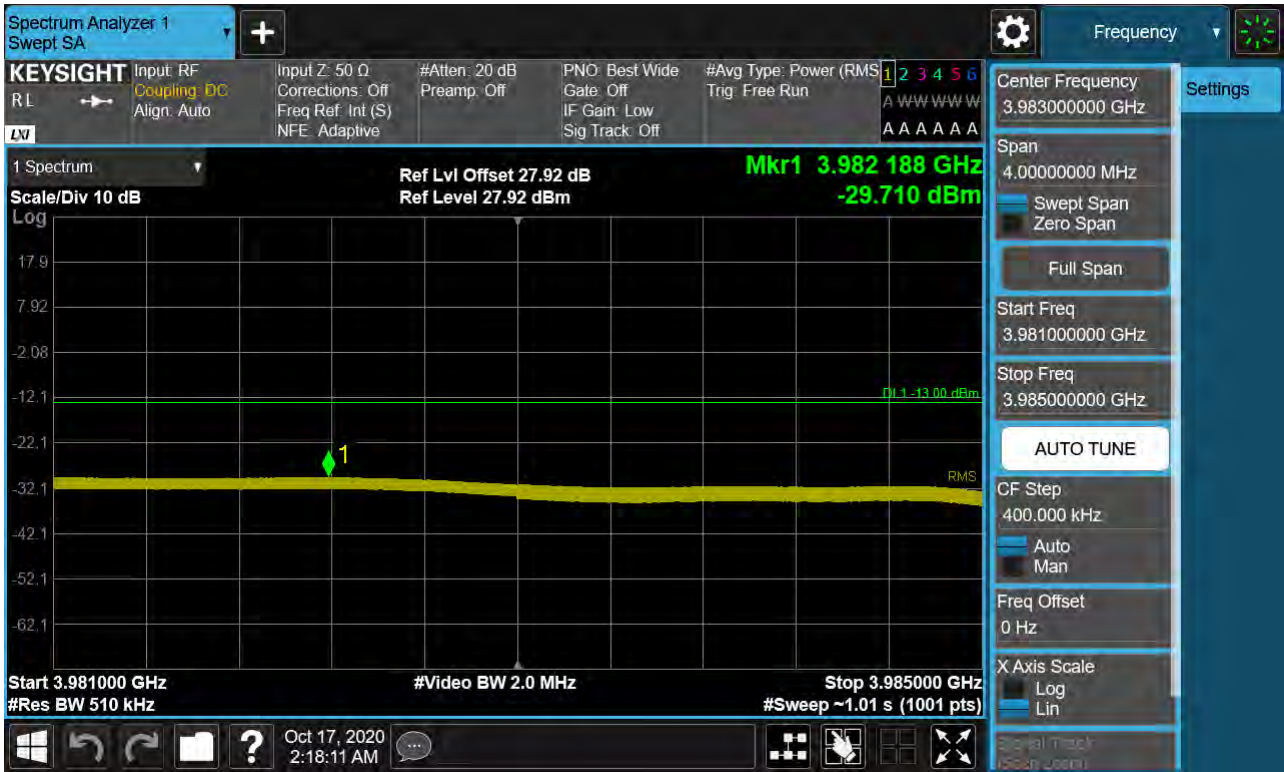 Spectrum Analyzer 1
Swept SA
+
Frequency
KEYSIGHT
RL
LXI
Input: RF
Coupling: DC
Align: Auto
Input Z: 50 Ω
Corrections: Off
Freq Ref: Int (S)
NFE: Adaptive
#Atten: 20 dB
Preamp: Off
PNO: Best Wide
Gate: Off
IF Gain: Low
Sig Track: Off
#Avg Type: Power (RMS
Trig: Free Run
1 2 3 4 5 6
A W W W W W
A A A A A A
1 Spectrum
Scale/Div 10 dB
Log
Ref Lvl Offset 27.92 dB
Ref Level 27.92 dBm
Mkr1 3.982 188 GHz
-29.710 dBm
17.9
7.92
-2.08
-12.1
-22.1
-32.1
-42.1
-52.1
-62.1
DL1 -13.00 dBm
1
RMS
Start 3.981000 GHz
#Res BW 510 kHz
#Video BW 2.0 MHz
Stop 3.985000 GHz
#Sweep ~1.01 s (1001 pts)
?
Oct 17, 2020
2:18:11 AM
Center Frequency
3.983000000 GHz
Span
4.00000000 MHz
Swept Span
Zero Span
Full Span
Start Freq
3.981000000 GHz
Stop Freq
3.985000000 GHz
AUTO TUNE
CF Step
400.000 kHz
Auto
Man
Freq Offset
0 Hz
X Axis Scale
Log
Lin
Signal Track
(Span Zoom)
Settings